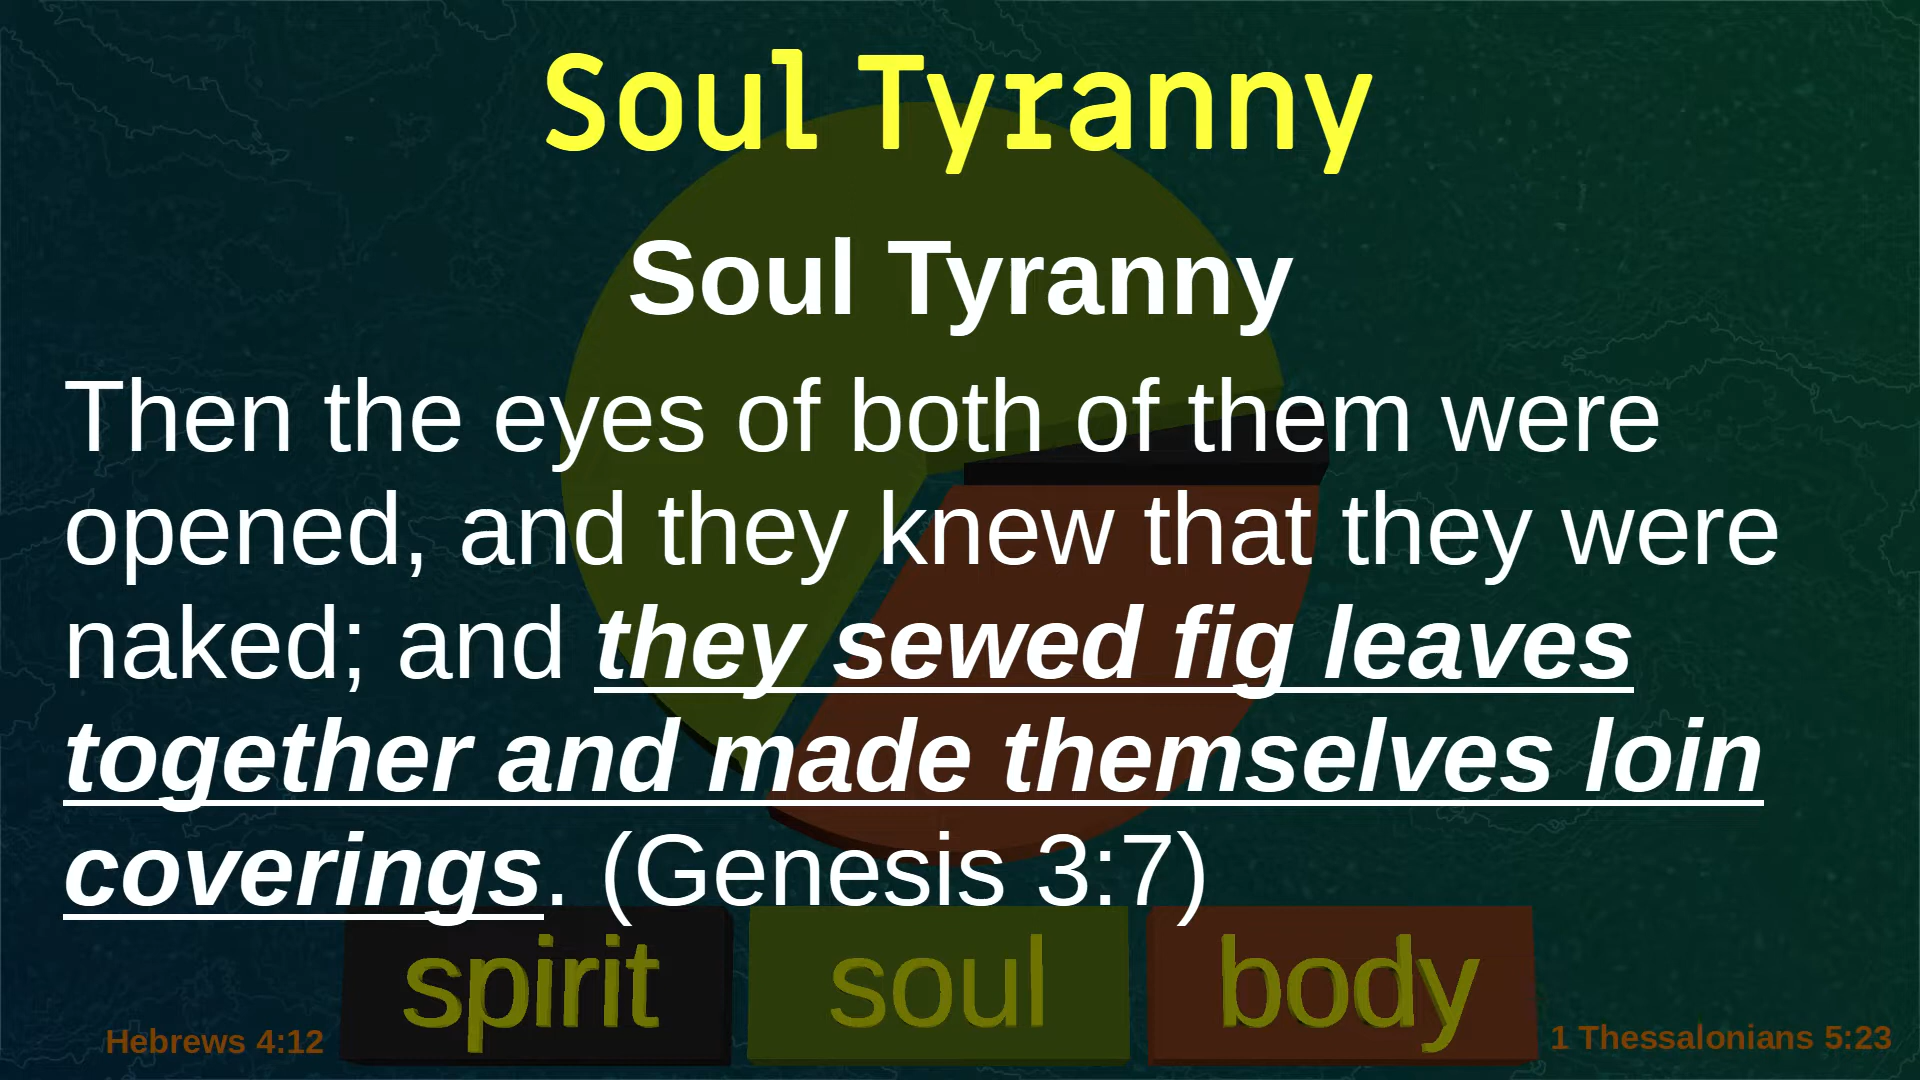 Soul Tyranny
Soul Tyranny
Then the eyes of both of them were
opened, and they knew that they were
naked; and they sewed fig leaves
together and made themselves loin
coverings. (Genesis 3:7)
spirit soul body
Hebrews 4:12 1 Thessalonians 5:23